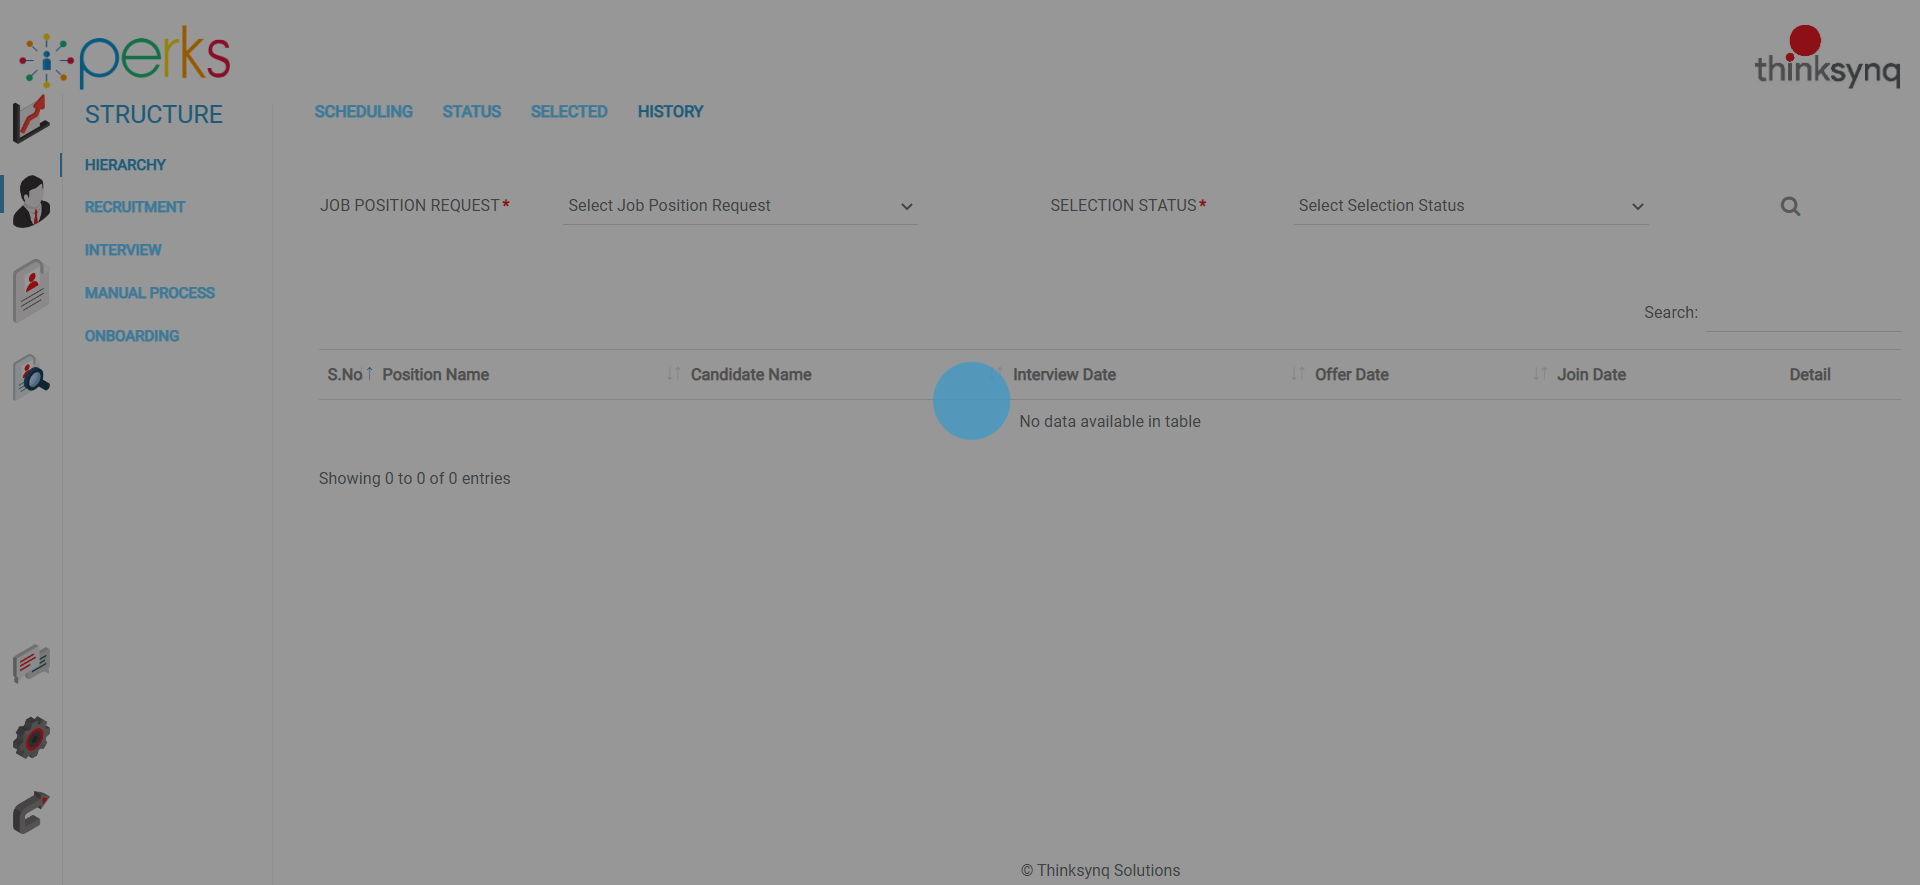 perks
thinksynq
STRUCTURE
SCHEDULING STATUS SELECTED HISTORY
HIERARCHY
RECRUITMENT
INTERVIEW
MANUAL PROCESS
ONBOARDING
JOB POSITION REQUEST* Select Job Position Request SELECTION STATUS* Select Selection Status
Search:
S.No Position Name Candidate Name Interview Date Offer Date Join Date Detail
No data available in table
Showing 0 to 0 of 0 entries
© Thinksynq Solutions